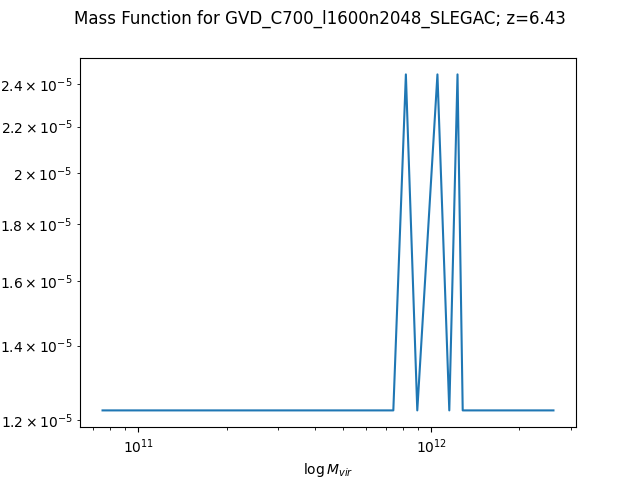 Mass Function for GVD_C700_l1600n2048_SLEGAC; z=6.43
2.4 × 10⁻⁵
2.2 × 10⁻⁵
2 × 10⁻⁵
1.8 × 10⁻⁵
1.6 × 10⁻⁵
1.4 × 10⁻⁵
1.2 × 10⁻⁵
10¹¹ 10¹²
log M_vir